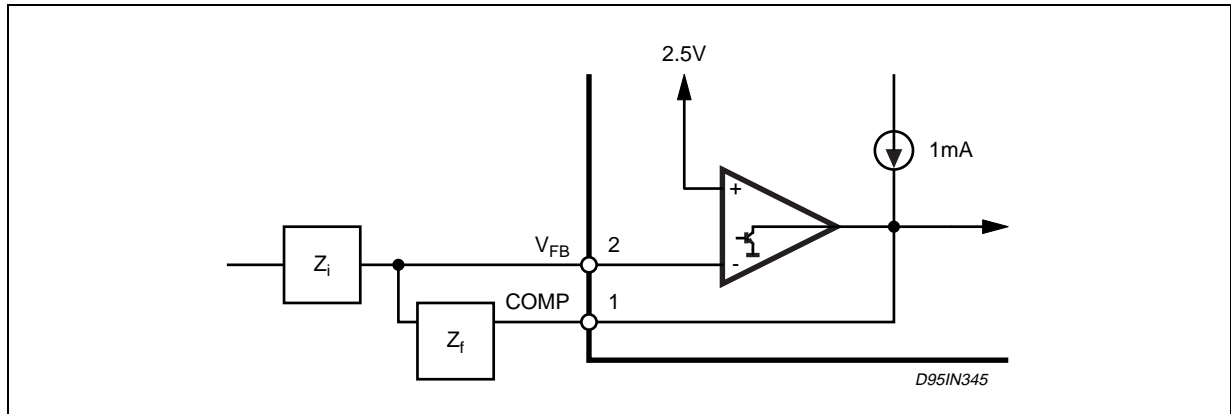 2.5V
1mA
+
-
Zi
VFB
2
COMP
1
Zf
D95IN345